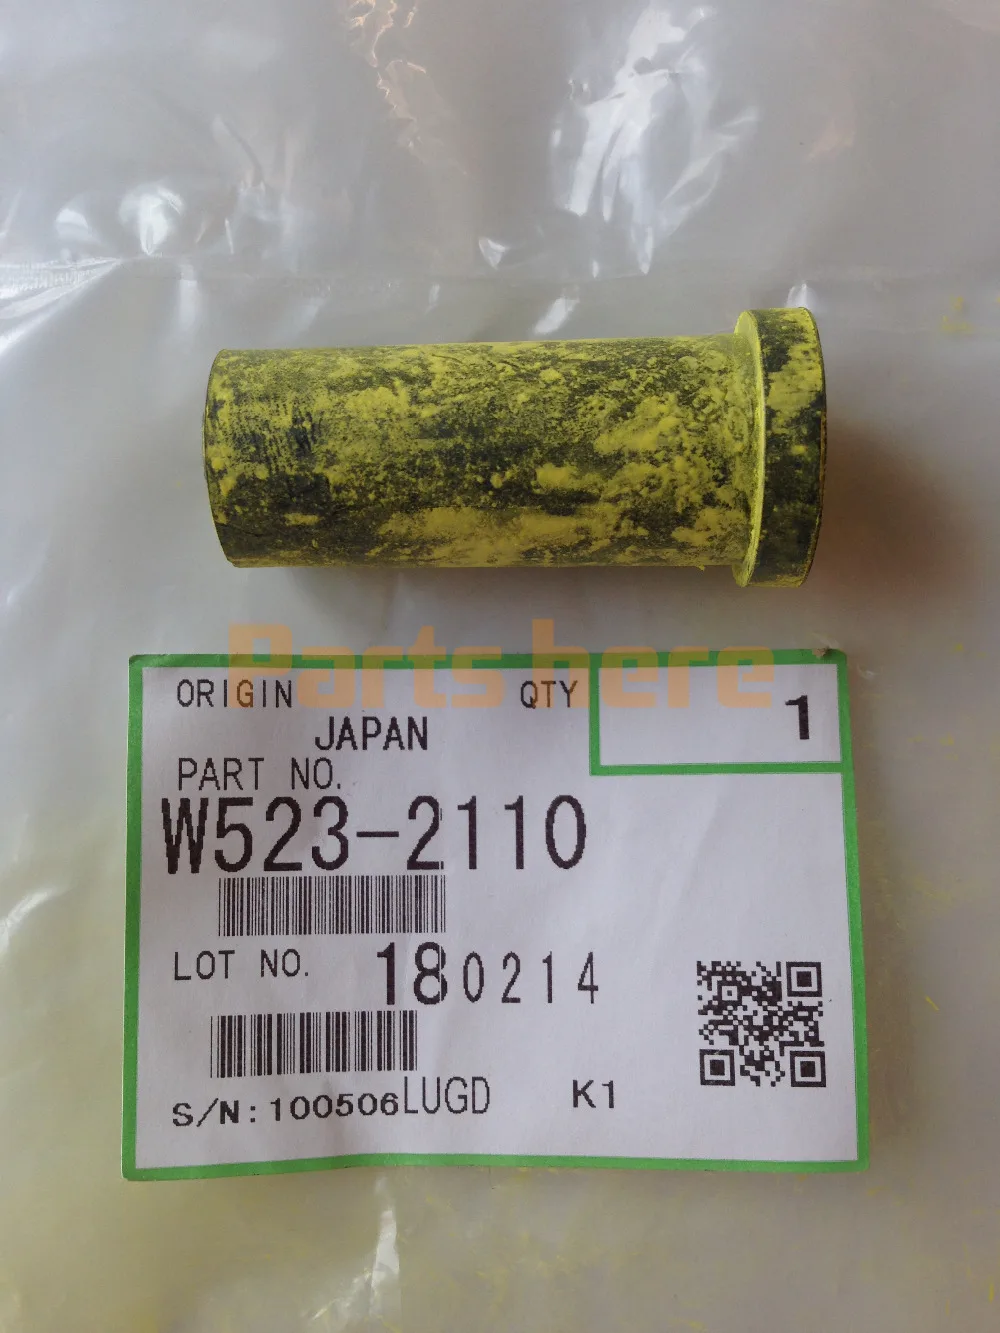 Parts here
ORIGIN QTY 1
JAPAN
PART NO.
W523-2110
LOT NO. 180214
S/N:100506LUGD K1